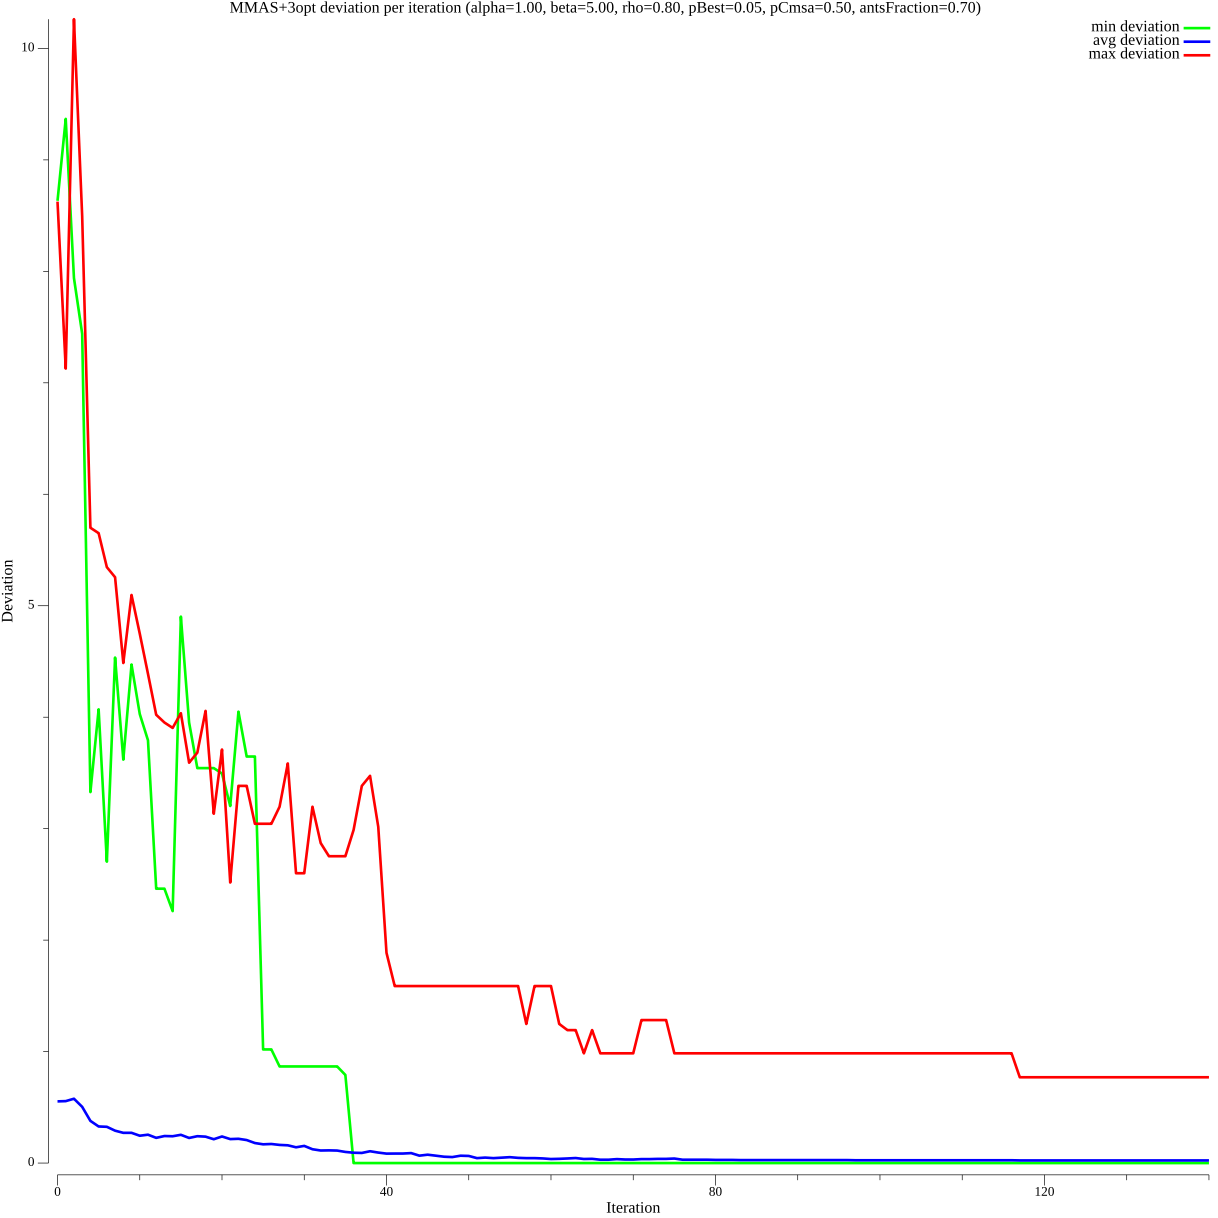 MMAS+3opt deviation per iteration (alpha=1.00, beta=5.00, rho=0.80, pBest=0.05, pCmsa=0.50, antsFraction=0.70)
min deviation
avg deviation
max deviation
10
5
0
Deviation
0
40
80
120
Iteration